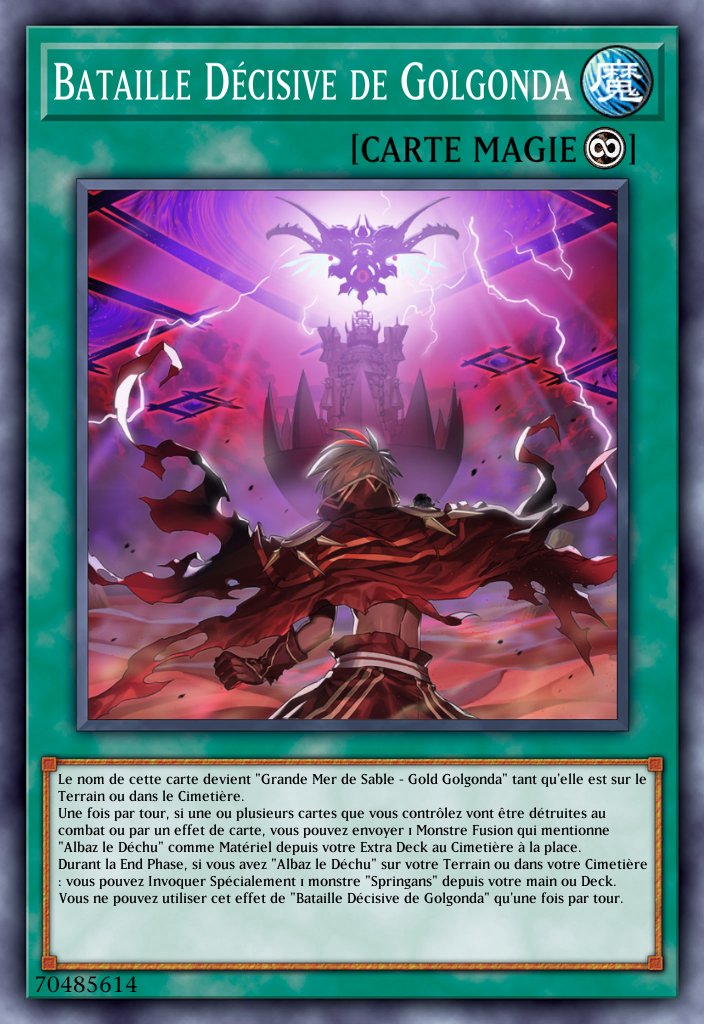 Bataille Décisive de Golgonda 魔
[CARTE MAGIE ∞]
Le nom de cette carte devient "Grande Mer de Sable - Gold Golgonda" tant qu'elle est sur le
Terrain ou dans le Cimetière.
Une fois par tour, si une ou plusieurs cartes que vous contrôlez vont être détruites au
combat ou par un effet de carte, vous pouvez envoyer 1 Monstre Fusion qui mentionne
"Albaz le Déchu" comme Matériel depuis votre Extra Deck au Cimetière à la place.
Durant la End Phase, si vous avez "Albaz le Déchu" sur votre Terrain ou dans votre Cimetière
: vous pouvez Invoquer Spécialement 1 monstre "Springans" depuis votre main ou Deck.
Vous ne pouvez utiliser cet effet de "Bataille Décisive de Golgonda" qu'une fois par tour.
70485614